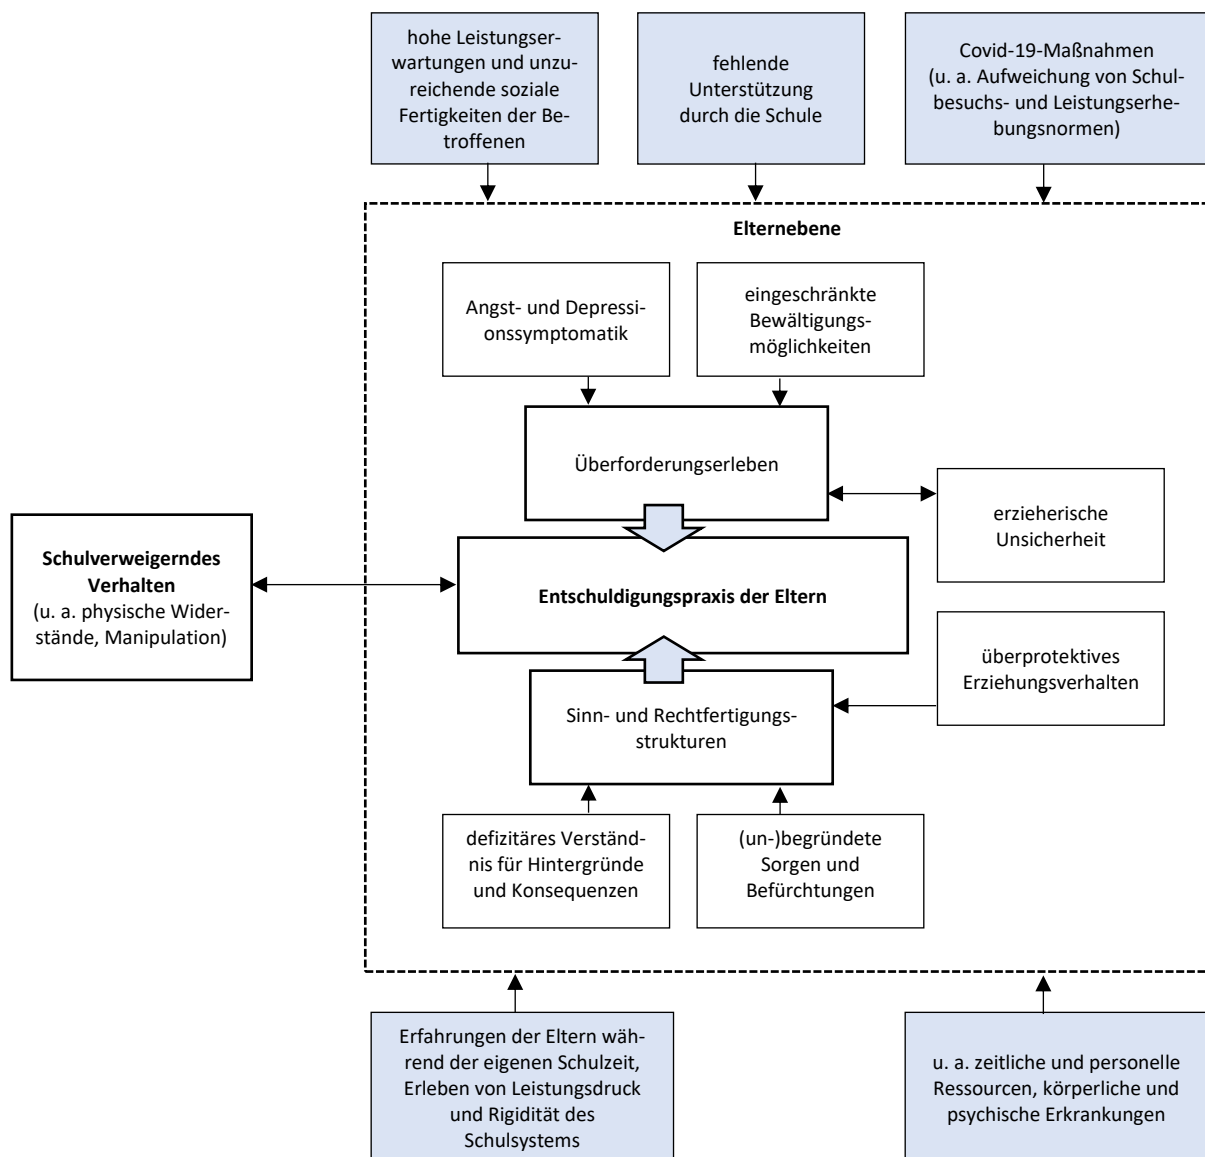 hohe Leistungser-
wartungen und unzu-
reichende soziale
Fertigkeiten der Be-
troffenen
fehlende
Unterstützung
durch die Schule
Covid-19-Maßnahmen
(u. a. Aufweichung von Schul-
besuchs- und Leistungserhe-
bungsnormen)
Elternebene
Angst- und Depressi-
onssymptomatik
eingeschränkte
Bewältigungs-
möglichkeiten
Überforderungserleben
erzieherische
Unsicherheit
Schulverweigerndes
Verhalten
(u. a. physische Wider-
stände, Manipulation)
Entschuldigungspraxis der Eltern
überprotektives
Erziehungsverhalten
Sinn- und Rechtfertigungs-
strukturen
defizitäres Verständ-
nis für Hintergründe
und Konsequenzen
(un-)begründete
Sorgen und
Befürchtungen
Erfahrungen der Eltern wäh-
rend der eigenen Schulzeit,
Erleben von Leistungsdruck
und Rigidität des
Schulsystems
u. a. zeitliche und personelle
Ressourcen, körperliche und
psychische Erkrankungen